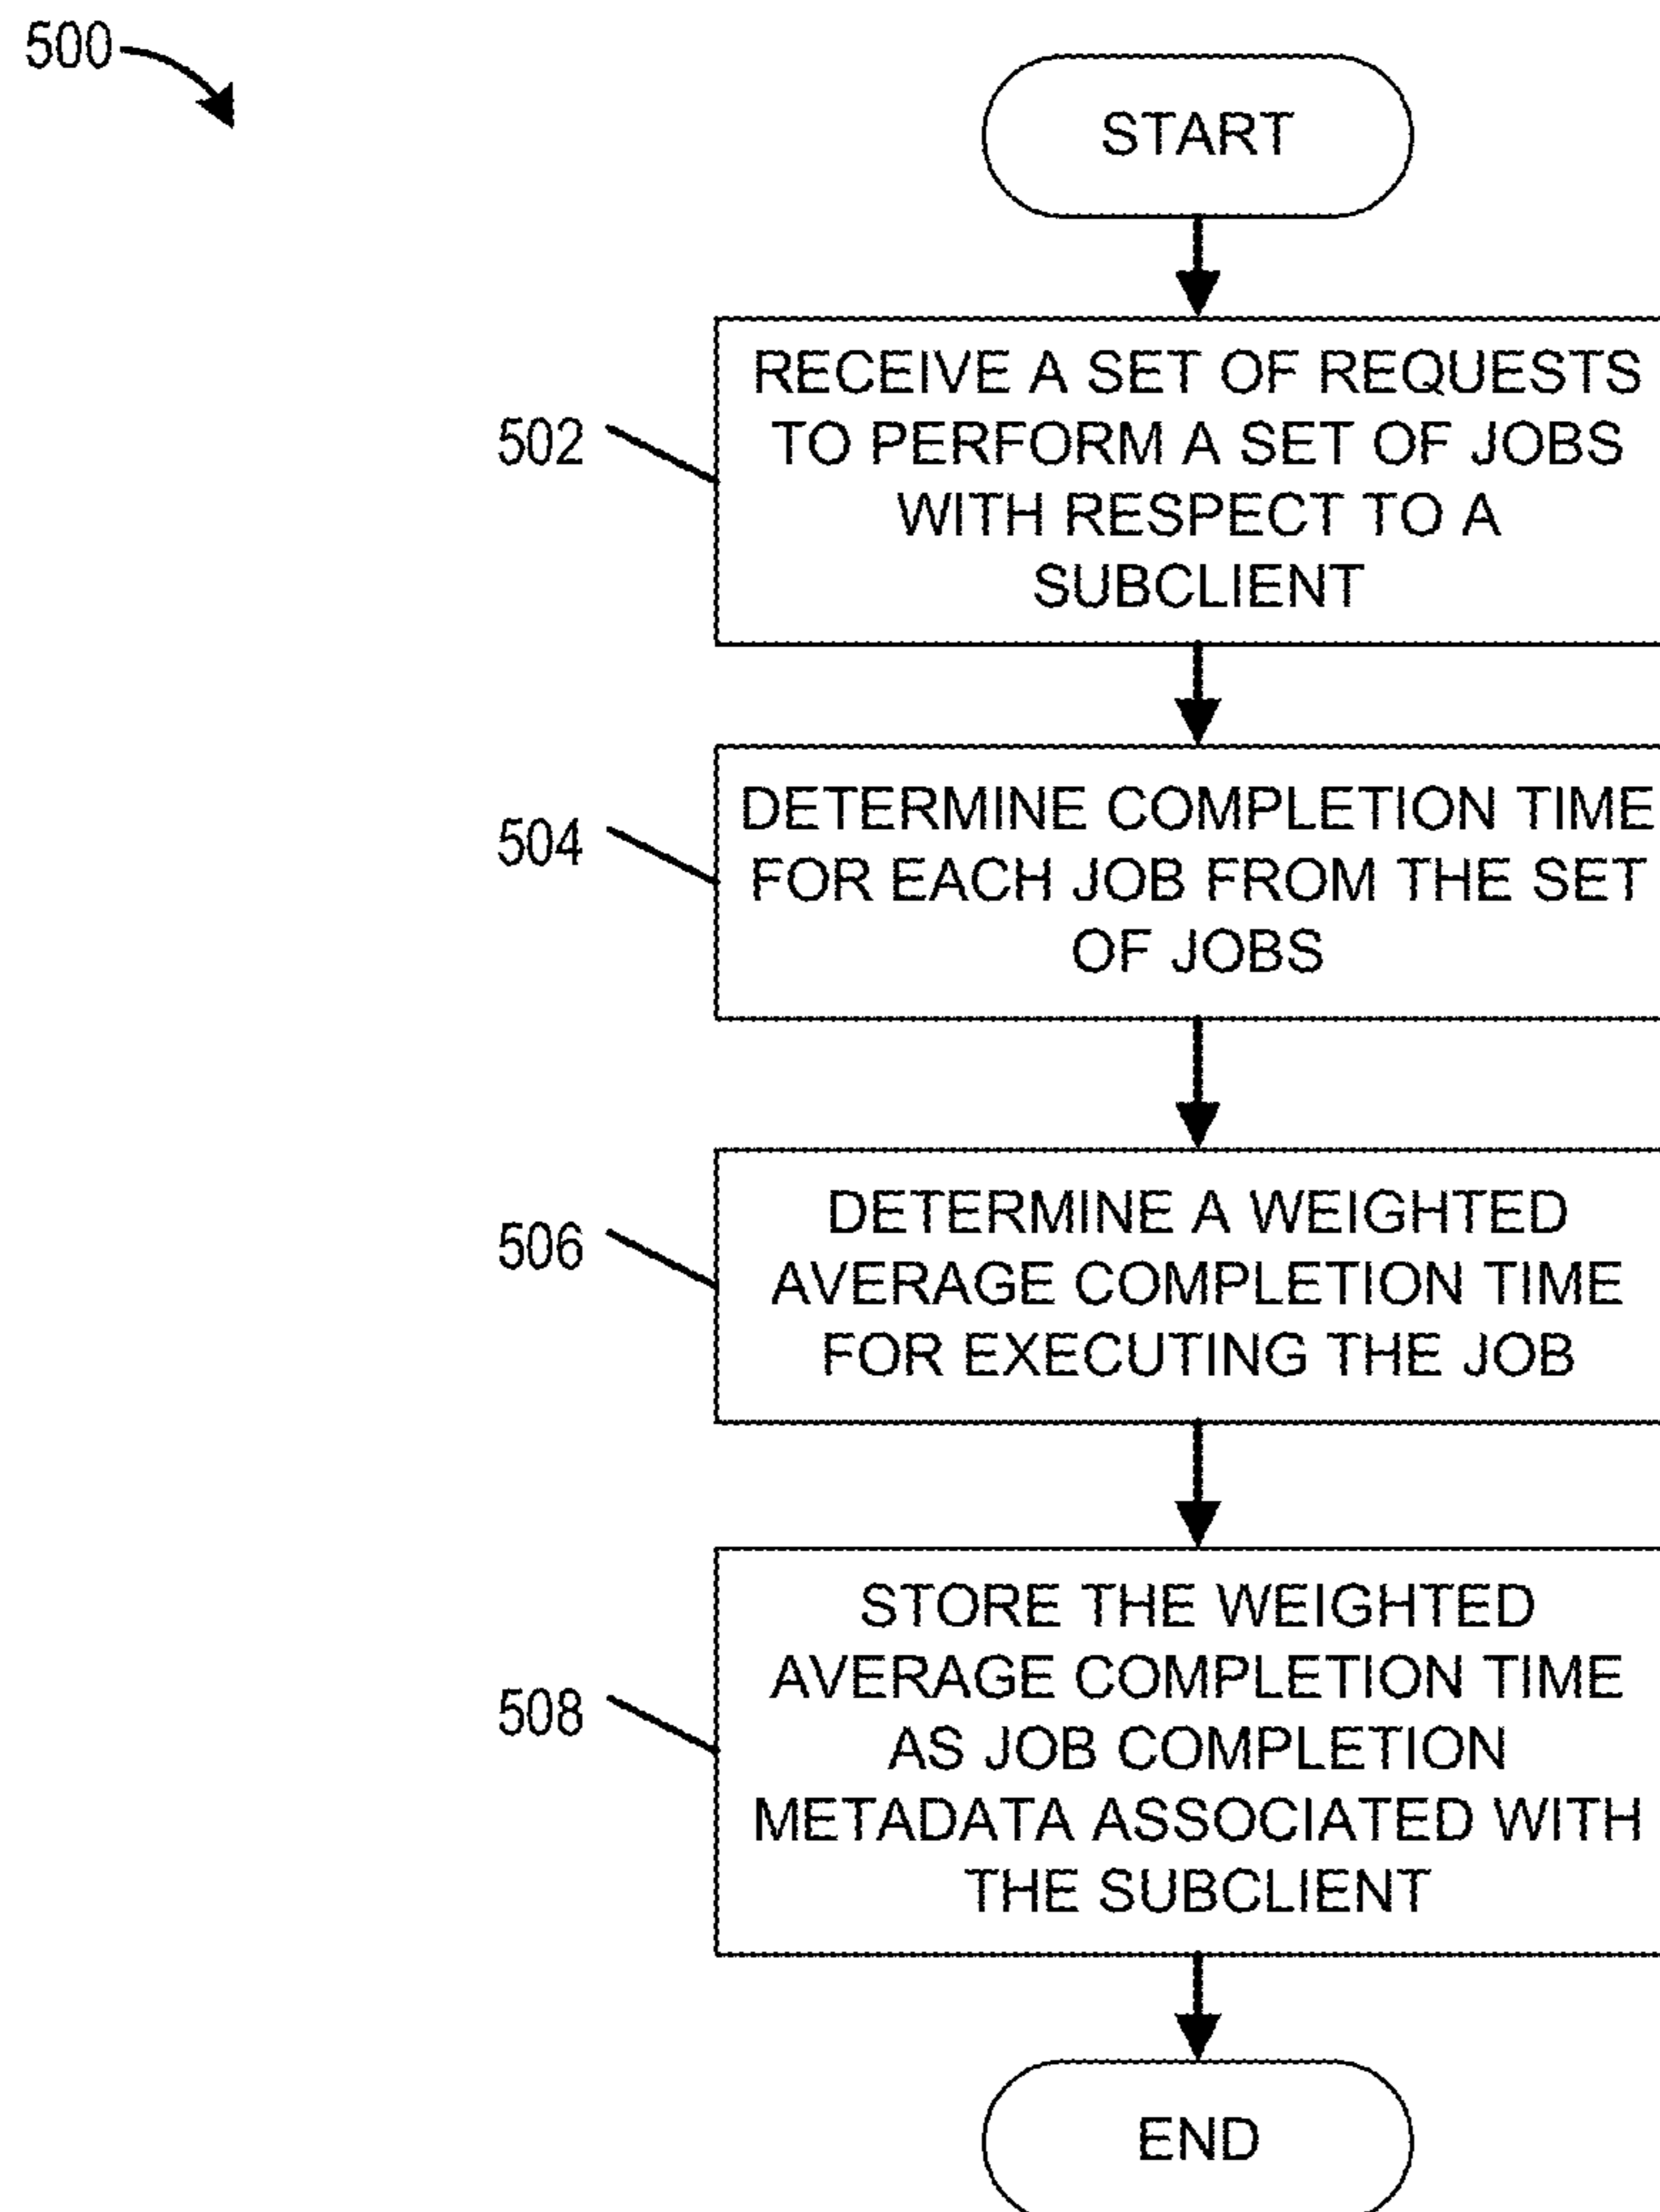 500
START
502
RECEIVE A SET OF REQUESTS
TO PERFORM A SET OF JOBS
WITH RESPECT TO A
SUBCLIENT
504
DETERMINE COMPLETION TIME
FOR EACH JOB FROM THE SET
OF JOBS
506
DETERMINE A WEIGHTED
AVERAGE COMPLETION TIME
FOR EXECUTING THE JOB
508
STORE THE WEIGHTED
AVERAGE COMPLETION TIME
AS JOB COMPLETION
METADATA ASSOCIATED WITH
THE SUBCLIENT
END